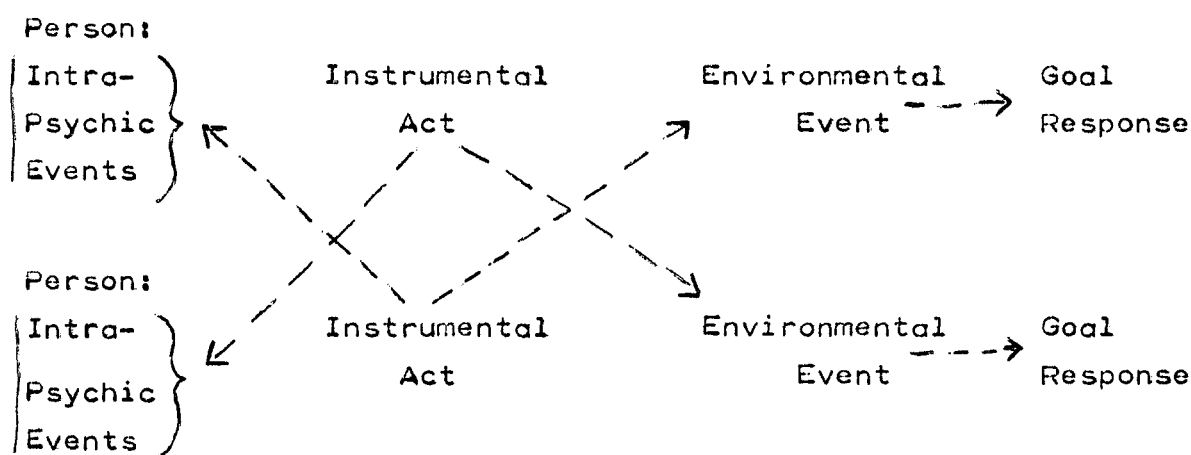 Person:
Intra- Instrumental Environmental Goal
Psychic Act Event Response
Events
Person:
Intra- Instrumental Environmental Goal
Psychic Act Event Response
Events